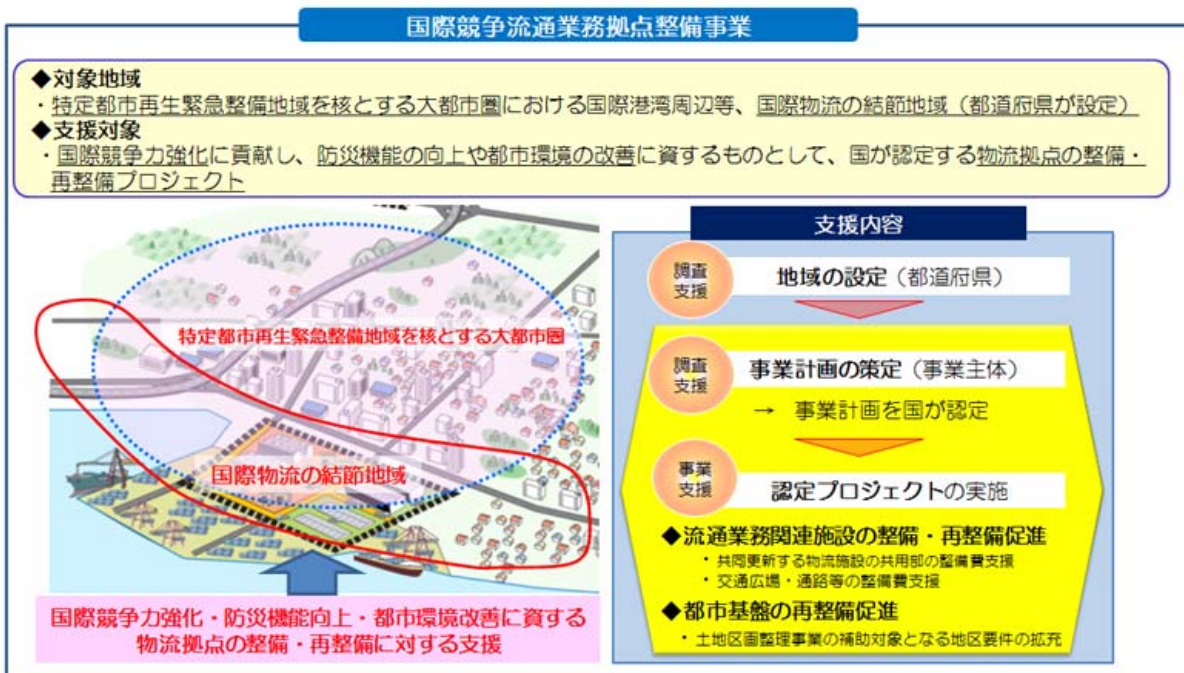 国際競争流通業務拠点整備事業
◆対象地域
・特定都市再生緊急整備地域を核とする大都市圏における国際港湾周辺等、国際物流の結節地域（都道府県が設定）
◆支援対象
・国際競争力強化に貢献し、防災機能の向上や都市環境の改善に資するものとして、国が認定する物流拠点の整備・
再整備プロジェクト
特定都市再生緊急整備地域を核とする大都市圏
国際物流の結節地域
国際競争力強化・防災機能向上・都市環境改善に資する
物流拠点の整備・再整備に対する支援
支援内容
調査
支援
地域の設定（都道府県）
調査
支援
事業計画の策定（事業主体）
→ 事業計画を国が認定
事業
支援
認定プロジェクトの実施
◆流通業務関連施設の整備・再整備促進
・共同更新する物流施設の共用部の整備費支援
・交通広場・通路等の整備費支援
◆都市基盤の再整備促進
・土地区画整理事業の補助対象となる地区要件の拡充